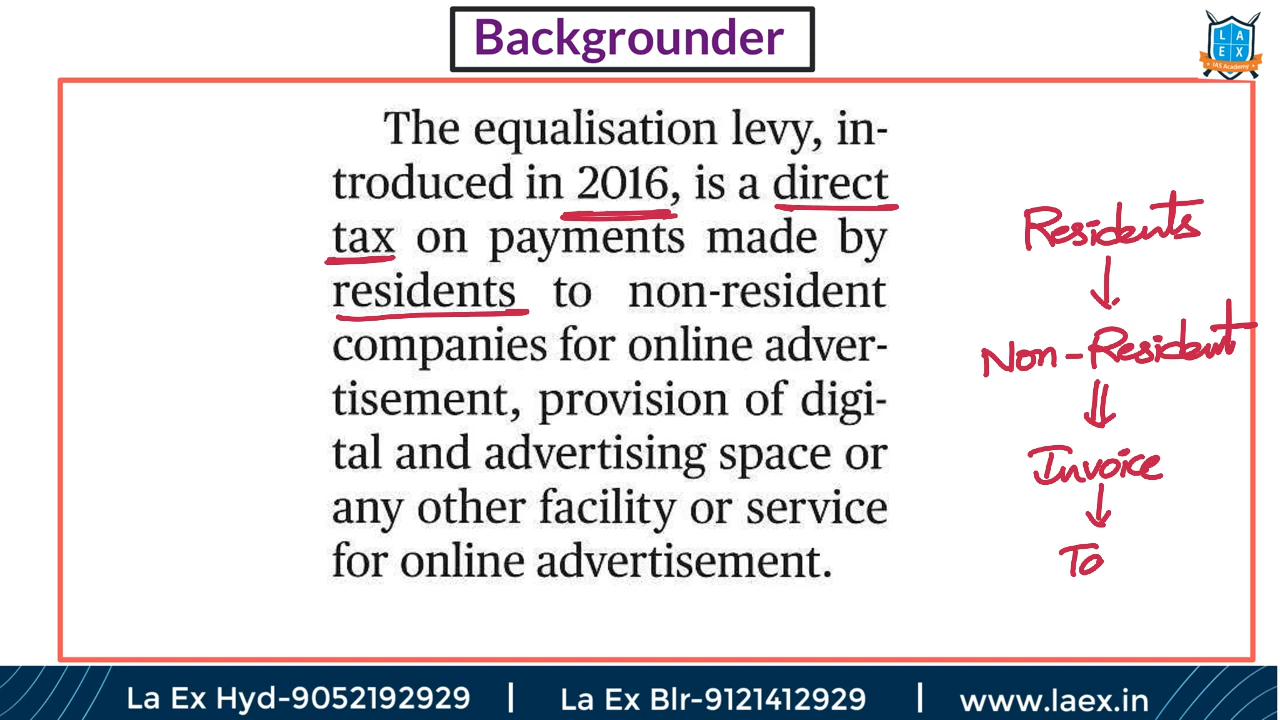 Backgrounder
L A
E X
IAS Academy
The equalisation levy, in-
troduced in 2016, is a direct
tax on payments made by
residents to non-resident
companies for online adver-
tisement, provision of digi-
tal and advertising space or
any other facility or service
for online advertisement.
Residents
Non-Resident
Invoice
To
La Ex Hyd-9052192929 | La Ex Blr-9121412929 | www.laex.in